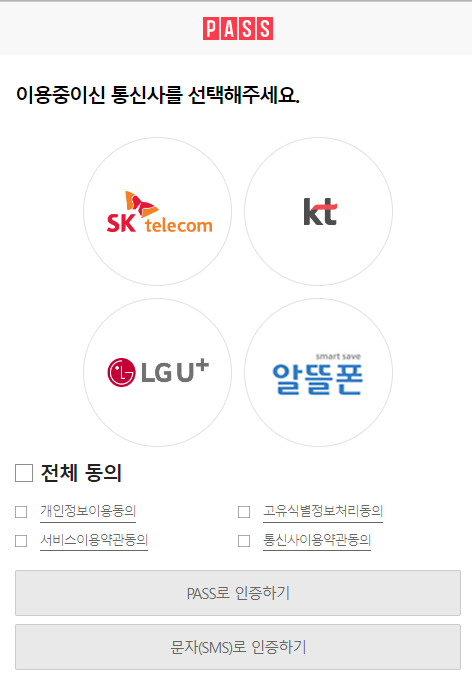 PASS
이용중이신 통신사를 선택해주세요.
SK telecom
kt
LG U+
smart save
알뜰폰
전체 동의
개인정보이용동의
고유식별정보처리동의
서비스이용약관동의
통신사이용약관동의
PASS로 인증하기
문자(SMS)로 인증하기